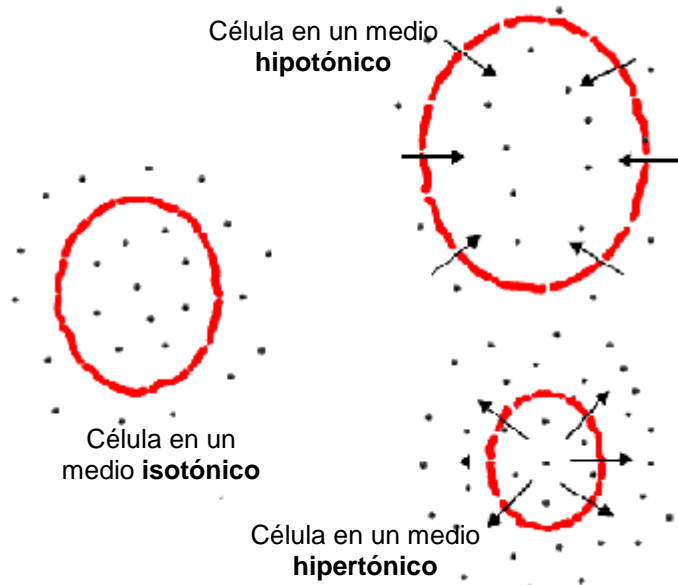 Célula en un medio
hipotónico
Célula en un
medio isotónico
Célula en un medio
hipertónico